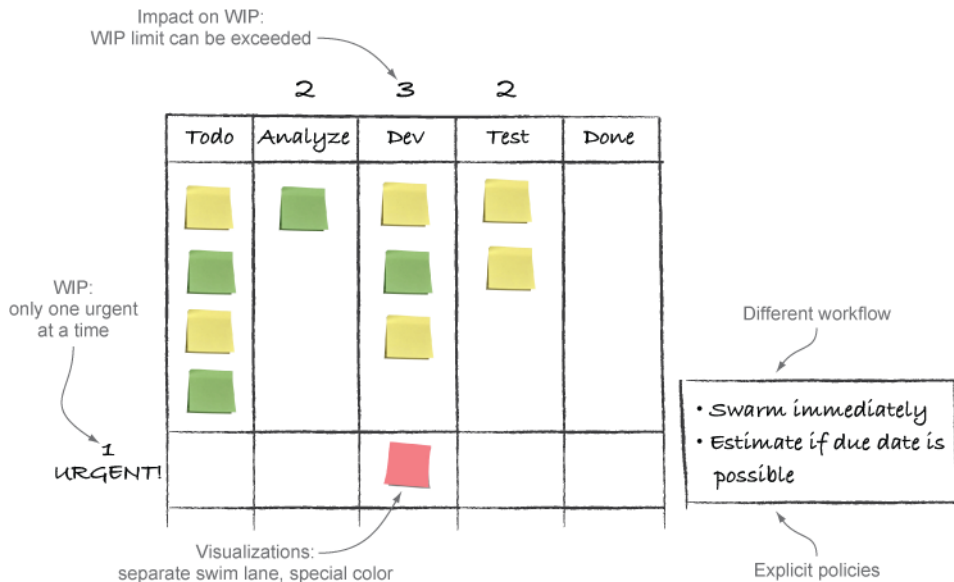 Impact on WIP:
WIP limit can be exceeded
2 3 2
Todo Analyze Dev Test Done
WIP:
only one urgent
at a time
1
URGENT!
Different workflow
• Swarm immediately
• Estimate if due date is
possible
Visualizations:
separate swim lane, special color
Explicit policies